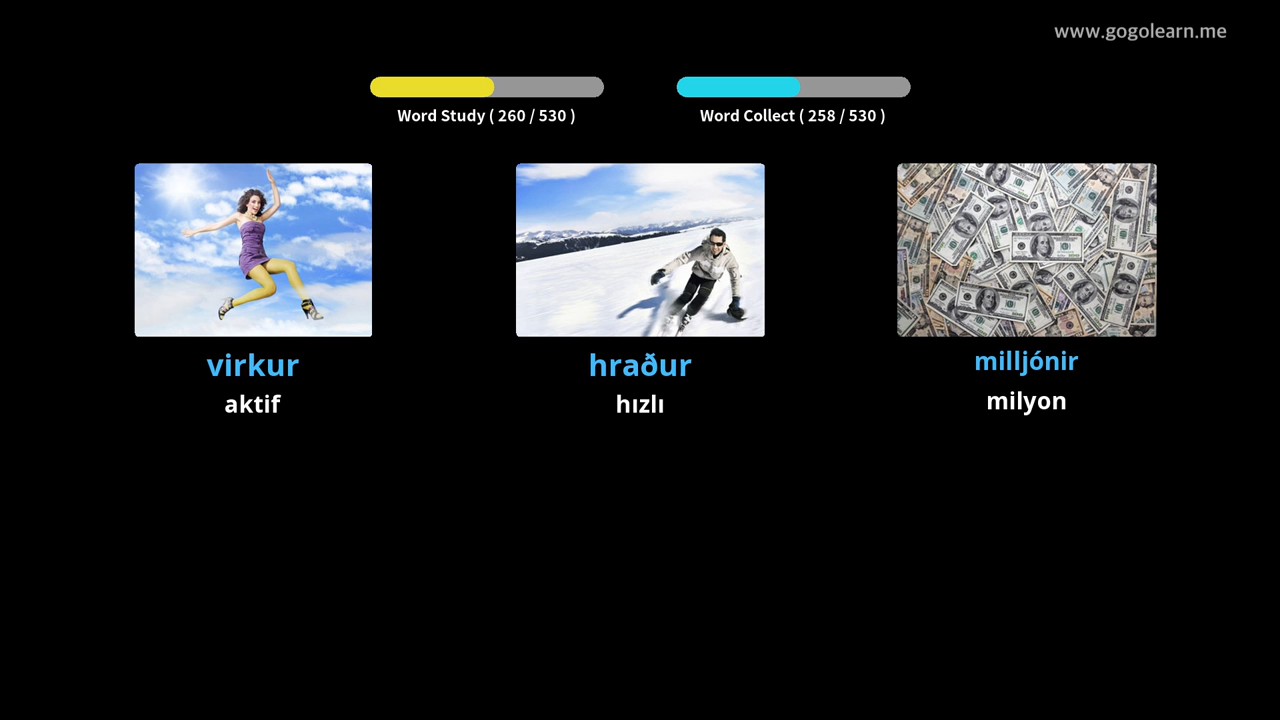 www.gogolearn.me
Word Study ( 260 / 530 )
Word Collect ( 258 / 530 )
virkur
aktif
hraður
hızlı
milljónir
milyon